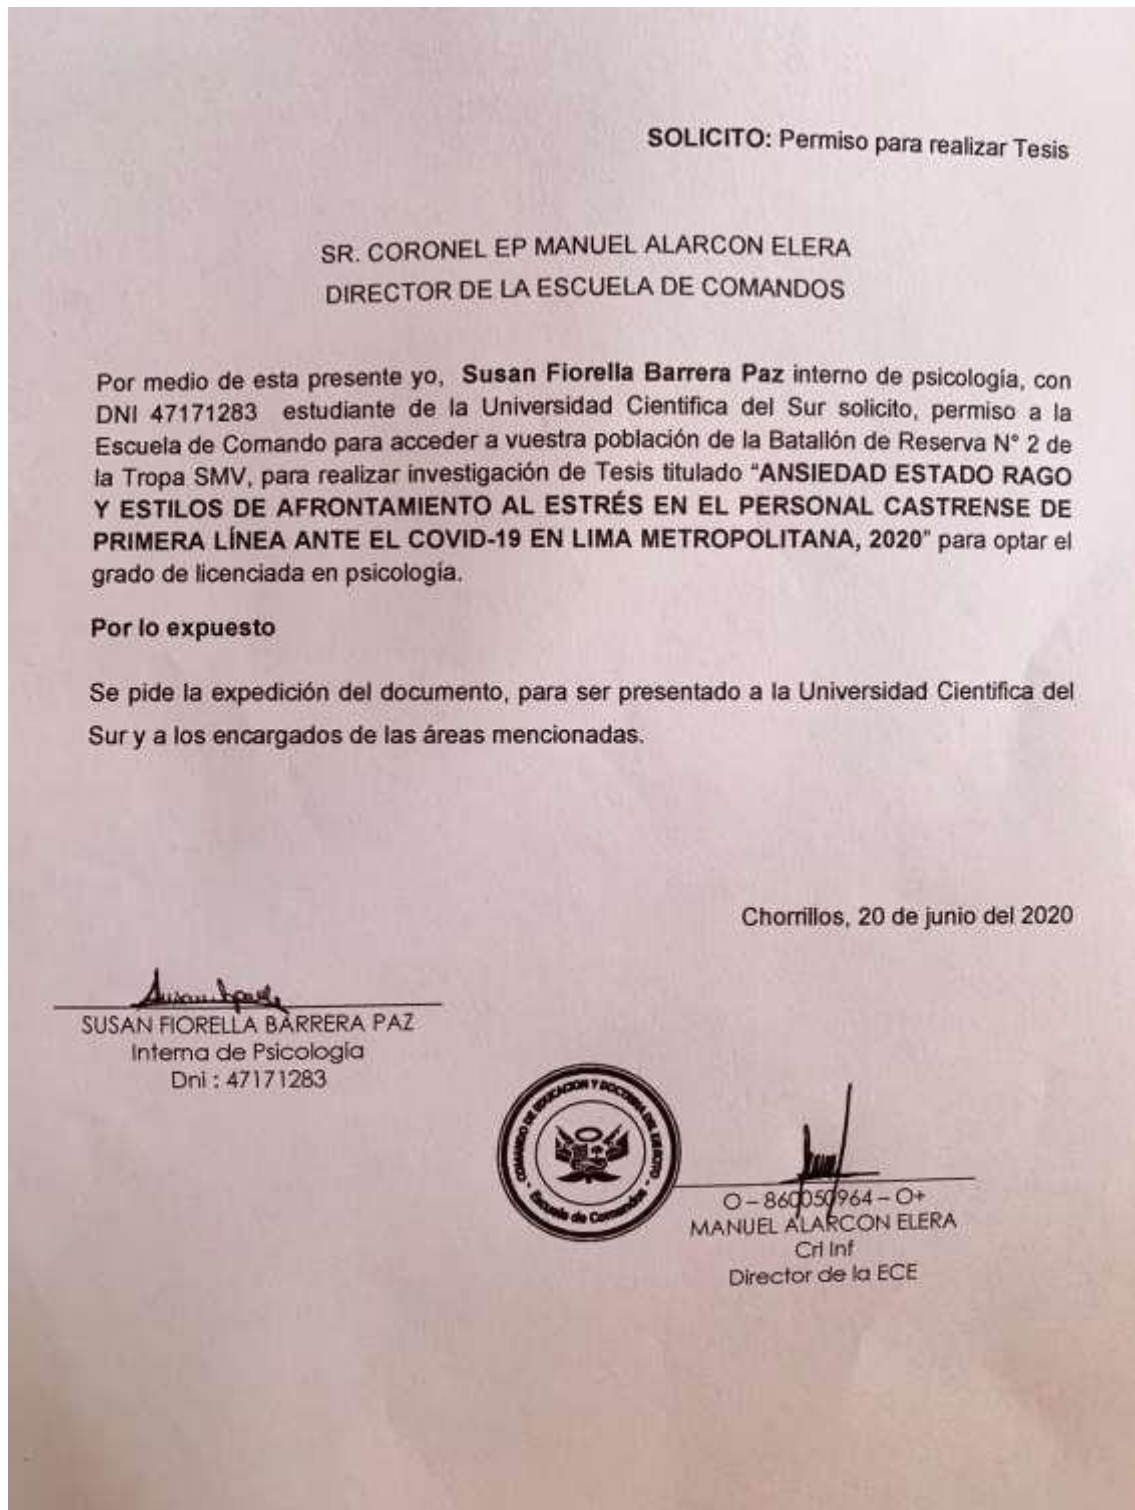 SOLICITO: Permiso para realizar Tesis
SR. CORONEL EP MANUEL ALARCON ELERA
DIRECTOR DE LA ESCUELA DE COMANDOS
Por medio de esta presente yo, Susan Fiorella Barrera Paz interno de psicología, con
DNI 47171283 estudiante de la Universidad Cientifica del Sur solicito, permiso a la
Escuela de Comando para acceder a vuestra población de la Batallón de Reserva N° 2 de
la Tropa SMV, para realizar investigación de Tesis titulado “ANSIEDAD ESTADO RAGO
Y ESTILOS DE AFRONTAMIENTO AL ESTRÉS EN EL PERSONAL CASTRENSE DE
PRIMERA LÍNEA ANTE EL COVID-19 EN LIMA METROPOLITANA, 2020” para optar el
grado de licenciada en psicología.
Por lo expuesto
Se pide la expedición del documento, para ser presentado a la Universidad Cientifica del
Sur y a los encargados de las áreas mencionadas.
Chorrillos, 20 de junio del 2020
SUSAN FIORELLA BARRERA PAZ
Interna de Psicología
Dni : 47171283
COMANDO DE EDUCACION Y DOCTRINA DEL EJERCITO
- Escuela de Comandos -
O – 860050964 – O+
MANUEL ALARCON ELERA
Crl Inf
Director de la ECE